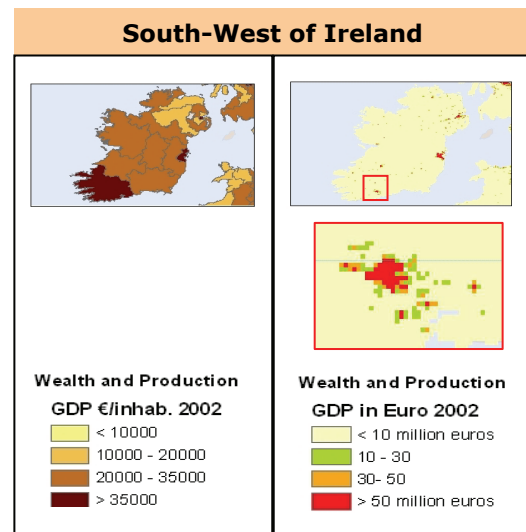 South-West of Ireland
Wealth and Production
GDP €/inhab. 2002
< 10000
10000 - 20000
20000 - 35000
> 35000
Wealth and Production
GDP in Euro 2002
< 10 million euros
10 - 30
30- 50
> 50 million euros